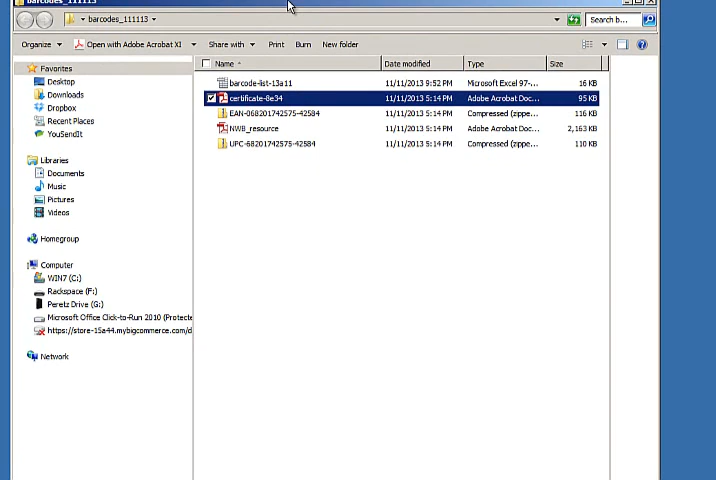 barcodes_111113
barcodes_111113
Search b...
Organize Open with Adobe Acrobat XI Share with Print Burn New folder
Name Date modified Type Size
Favorites
Desktop
Downloads
Dropbox
Recent Places
YouSendIt
Libraries
Documents
Music
Pictures
Videos
Homegroup
Computer
WIN7 (C:)
Rackspace (F:)
Peretz Drive (G:)
Microsoft Office Click-to-Run 2010 (Protecte
https://store-15a44.mybigcommerce.com/d
Network
barcode-list-13a11 11/11/2013 9:52 PM Microsoft Excel 97-... 16 KB
certificate-8e34 11/11/2013 5:14 PM Adobe Acrobat Doc... 95 KB
EAN-0682017425​75-42584 11/11/2013 5:14 PM Compressed (zippe... 116 KB
NWB_resource 11/11/2013 5:14 PM Adobe Acrobat Doc... 2,163 KB
UPC-68201742575-42584 11/11/2013 5:14 PM Compressed (zippe... 110 KB